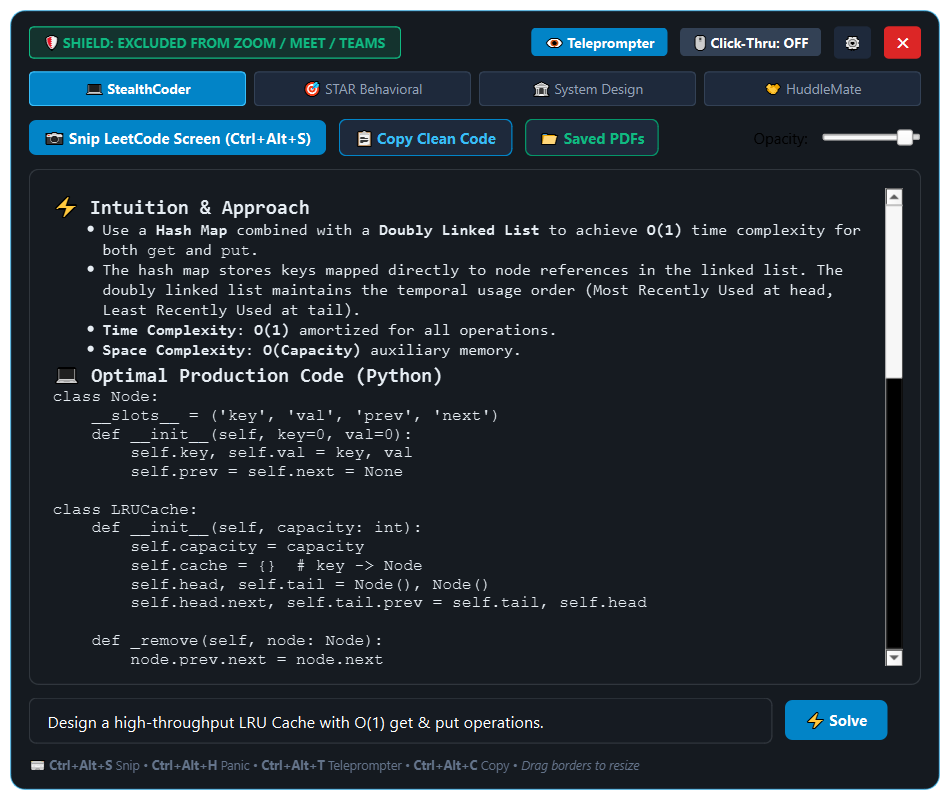 SHIELD: EXCLUDED FROM ZOOM / MEET / TEAMS
Teleprompter
Click-Thru: OFF
StealthCoder
STAR Behavioral
System Design
HuddleMate
Snip LeetCode Screen (Ctrl+Alt+S)
Copy Clean Code
Saved PDFs
Opacity:
⚡ Intuition & Approach
• Use a Hash Map combined with a Doubly Linked List to achieve O(1) time complexity for
both get and put.
• The hash map stores keys mapped directly to node references in the linked list. The
doubly linked list maintains the temporal usage order (Most Recently Used at head,
Least Recently Used at tail).
• Time Complexity: O(1) amortized for all operations.
• Space Complexity: O(Capacity) auxiliary memory.
Optimal Production Code (Python)
class Node:
    __slots__ = ('key', 'val', 'prev', 'next')
    def __init__(self, key=0, val=0):
        self.key, self.val = key, val
        self.prev = self.next = None
class LRUCache:
    def __init__(self, capacity: int):
        self.capacity = capacity
        self.cache = {}  # key -> Node
        self.head, self.tail = Node(), Node()
        self.head.next, self.tail.prev = self.tail, self.head
    def _remove(self, node: Node):
        node.prev.next = node.next
Design a high-throughput LRU Cache with O(1) get & put operations.
⚡ Solve
Ctrl+Alt+S Snip • Ctrl+Alt+H Panic • Ctrl+Alt+T Teleprompter • Ctrl+Alt+C Copy • Drag borders to resize